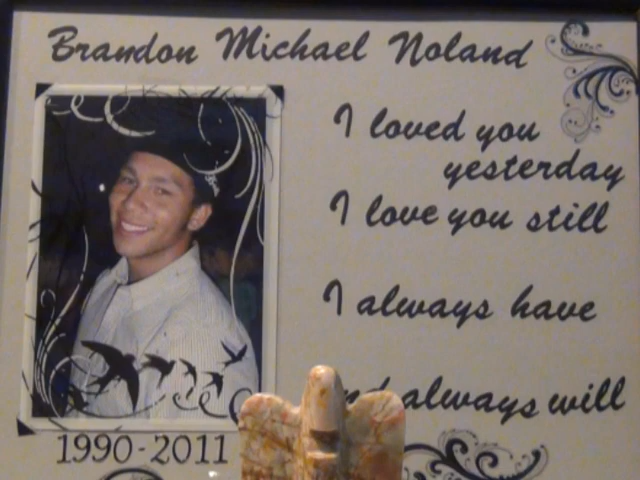 Brandon Michael Noland
I loved you
yesterday
I love you still
I always have
always will
1990-2011